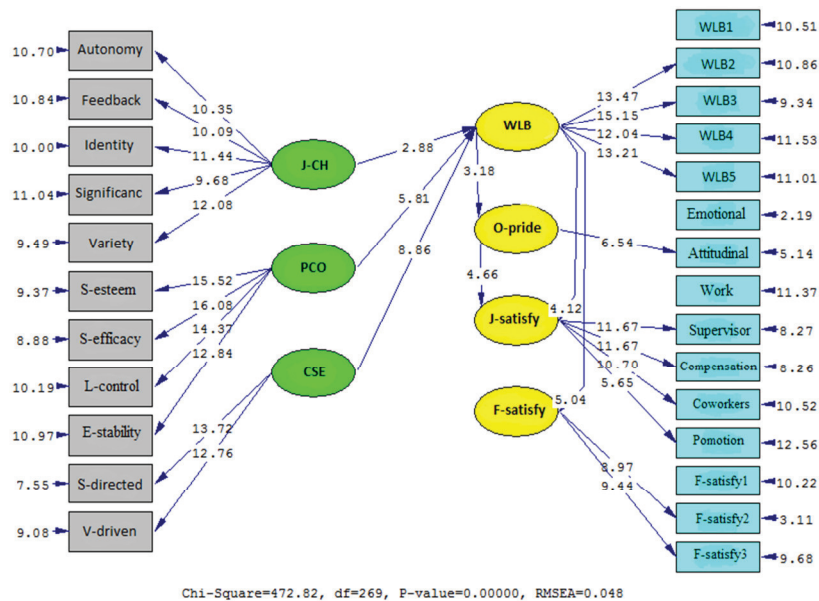 10.70 Autonomy
10.84 Feedback
10.00 Identity
11.04 Significanc
9.49 Variety
9.37 S-esteem
8.88 S-efficacy
10.19 L-control
10.97 E-stability
7.55 S-directed
9.08 V-driven
10.35
10.09
11.44
9.68
12.08
15.52
16.08
14.37
12.84
13.72
12.76
J-CH
PCO
CSE
2.88
5.81
8.86
WLB
3.18
O-pride
4.66
J-satisfy
F-satisfy
4.12
5.04
13.47
15.15
12.04
13.21
6.54
11.67
11.67
10.70
5.65
8.97
9.44
WLB1 10.51
WLB2 10.86
WLB3 9.34
WLB4 11.53
WLB5 11.01
Emotional 2.19
Attitudinal 5.14
Work 11.37
Supervisor 8.27
Compensation 8.26
Coworkers 10.52
Pomotion 12.56
F-satisfy1 10.22
F-satisfy2 3.11
F-satisfy3 9.68
Chi-Square=472.82, df=269, P-value=0.00000, RMSEA=0.048